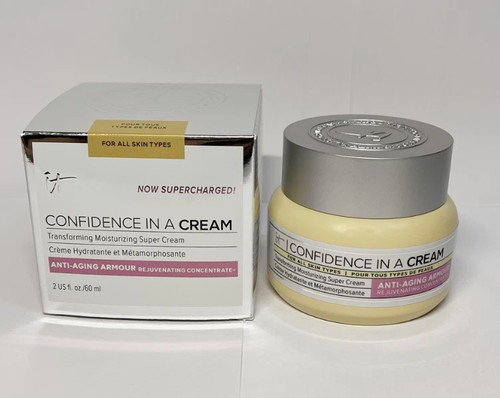 POUR TOUS
TYPES DE PEAUX
FOR ALL SKIN TYPES
it
NOW SUPERCHARGED!
CONFIDENCE IN A CREAM
Transforming Moisturizing Super Cream
Crème Hydratante et Métamorphosante
ANTI-AGING ARMOUR REJUVENATING CONCENTRATE+
2 US fl. oz./60 ml
it CONFIDENCE IN A CREAM
FOR ALL SKIN TYPES | POUR TOUS TYPES DE PEAUX
Transforming Moisturizing Super Cream
Crème Hydratante et Métamorphosante
ANTI-AGING ARMOUR
REJUVENATING CONCENTRATE+